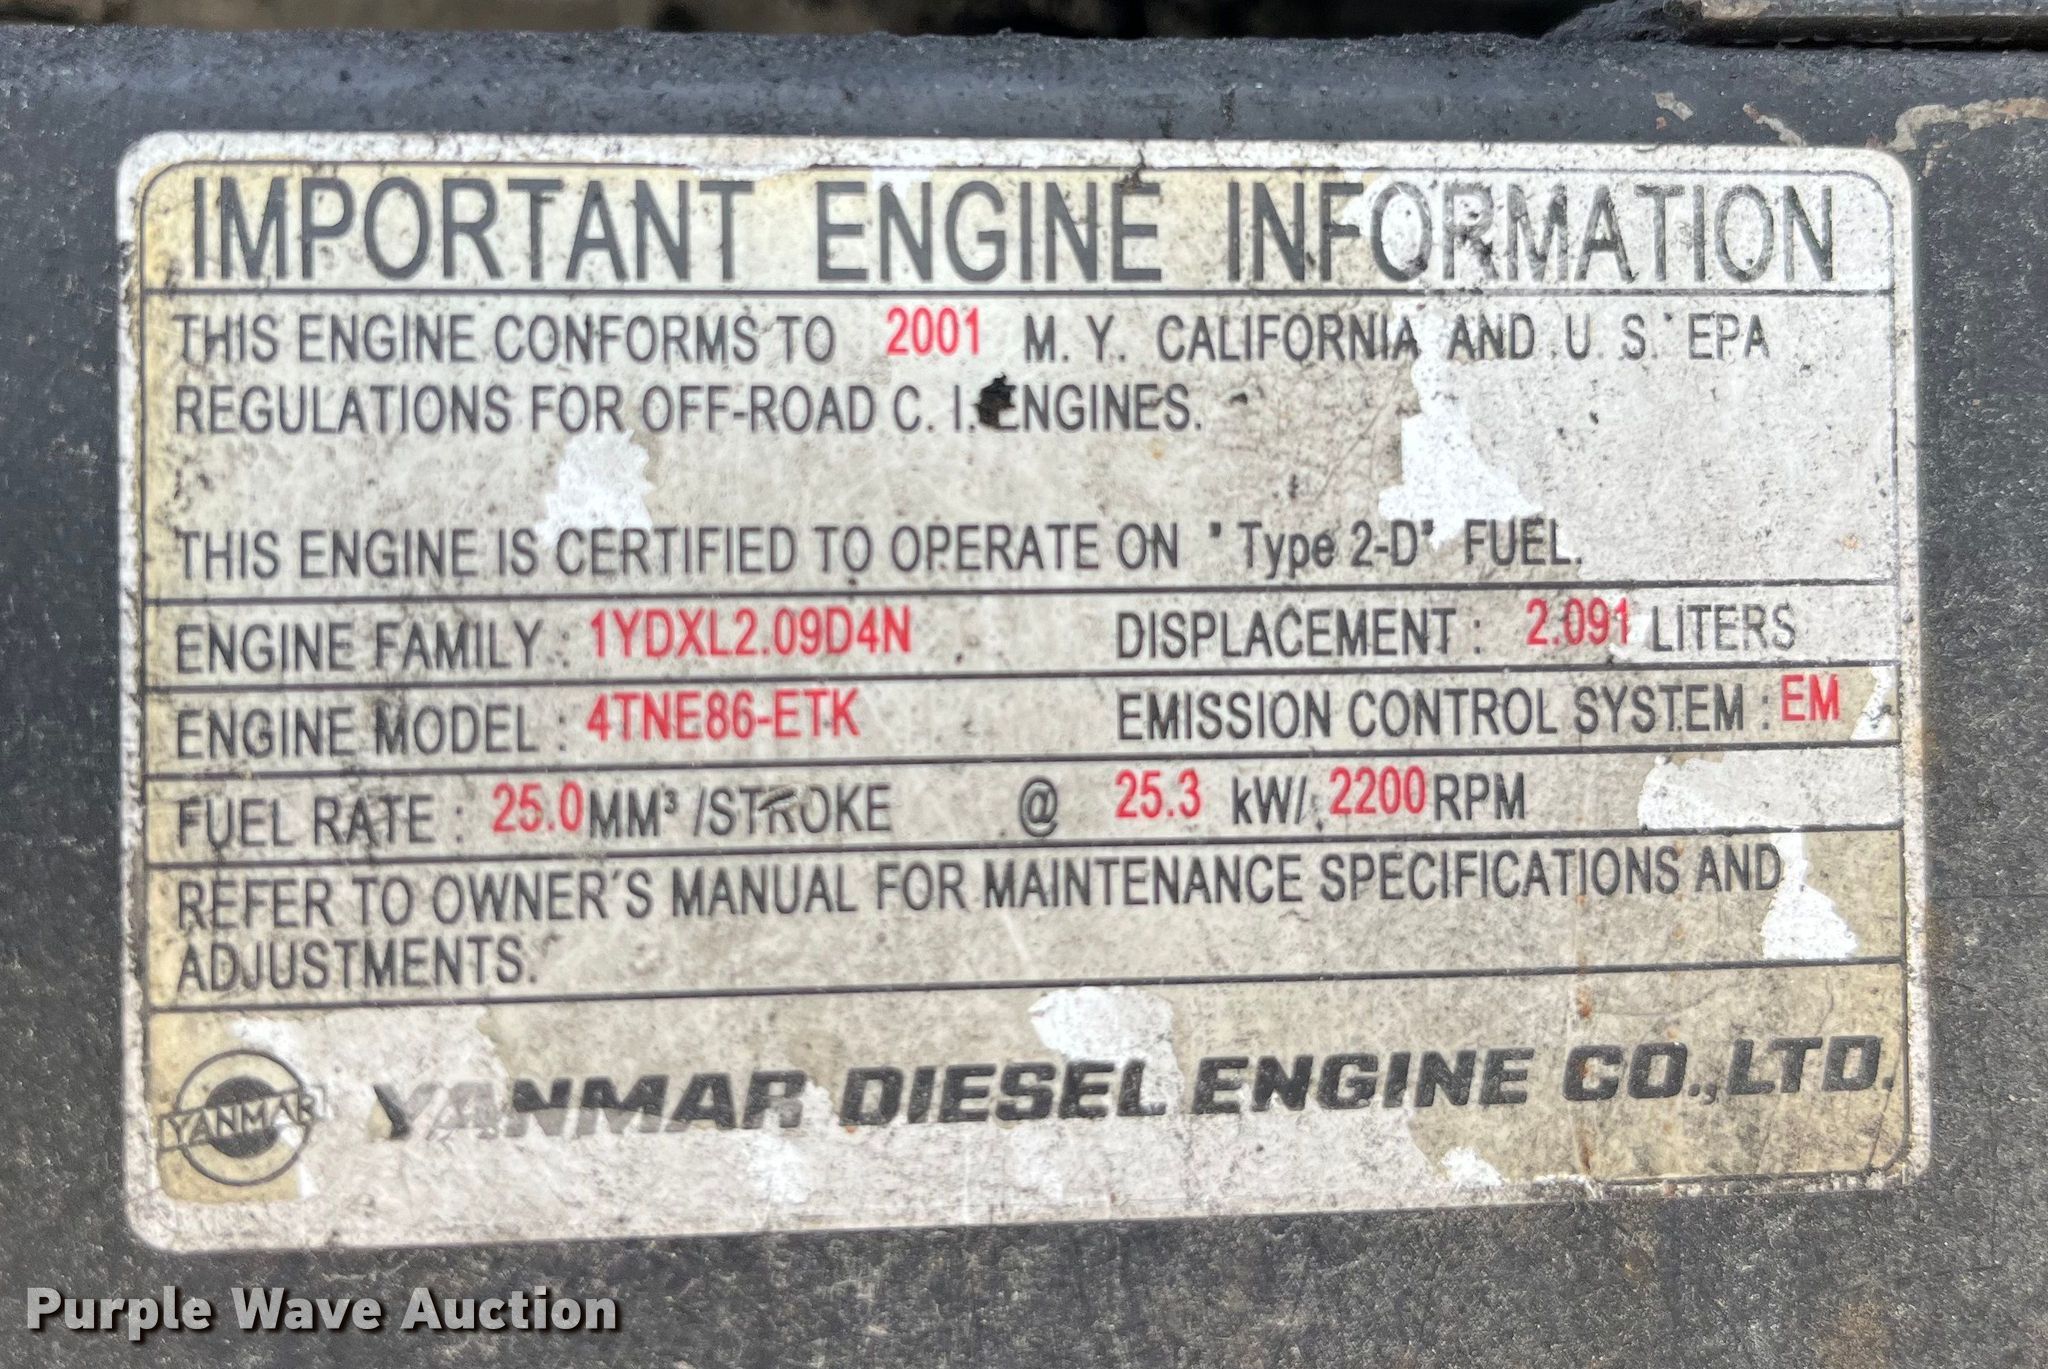 IMPORTANT ENGINE INFORMATION
THIS ENGINE CONFORMS TO 2001 M. Y. CALIFORNIA AND U. S. EPA
REGULATIONS FOR OFF-ROAD C. I. ENGINES.
THIS ENGINE IS CERTIFIED TO OPERATE ON "Type 2-D" FUEL.
ENGINE FAMILY : 1YDXL2.09D4N DISPLACEMENT : 2.091 LITERS
ENGINE MODEL : 4TNE86-ETK EMISSION CONTROL SYSTEM : EM
FUEL RATE : 25.0 MM³ /STROKE @ 25.3 kW/ 2200 RPM
REFER TO OWNER'S MANUAL FOR MAINTENANCE SPECIFICATIONS AND
ADJUSTMENTS.
YANMAR YANMAR DIESEL ENGINE CO.,LTD.
Purple Wave Auction